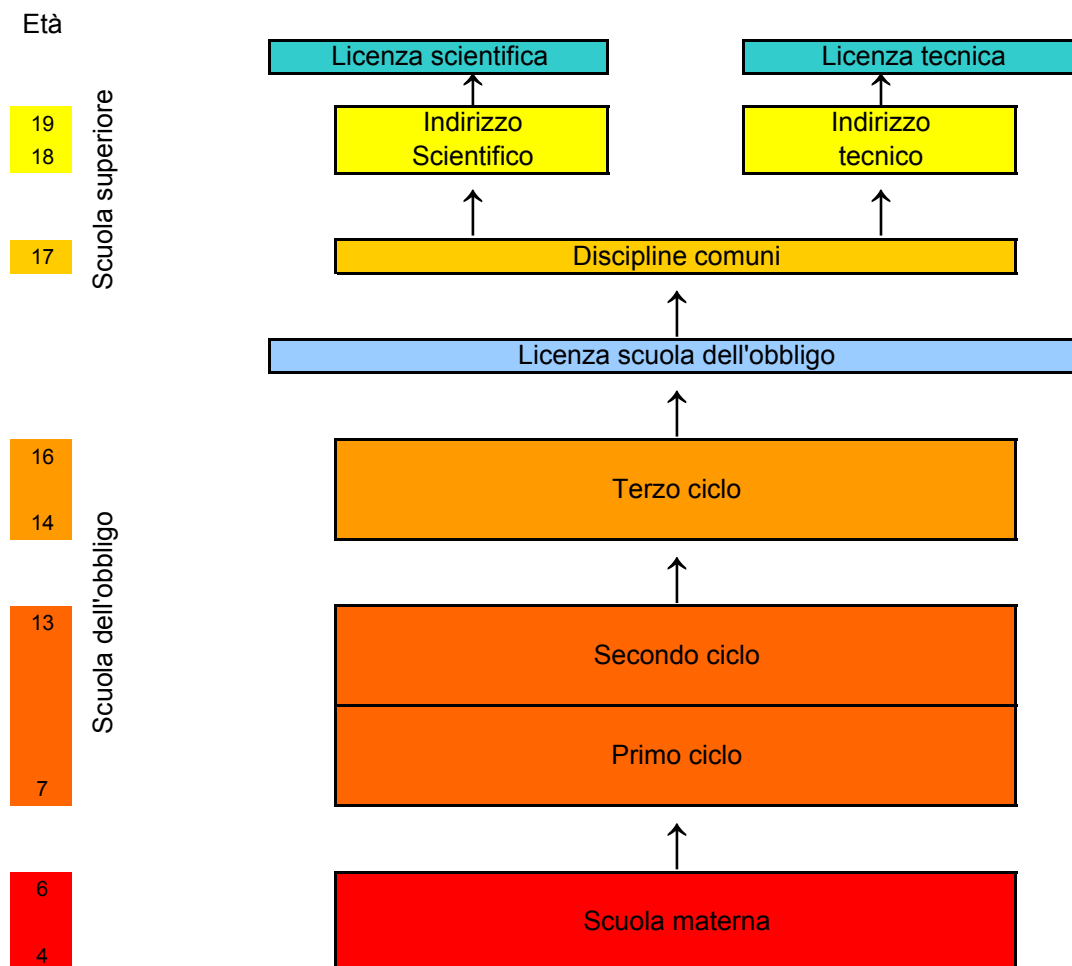 Età
Licenza scientifica
Licenza tecnica
19
18
Scuola superiore
Indirizzo
Scientifico
Indirizzo
tecnico
17
Discipline comuni
Licenza scuola dell'obbligo
16
14
Terzo ciclo
Scuola dell'obbligo
13
Secondo ciclo
Primo ciclo
7
6
Scuola materna
4